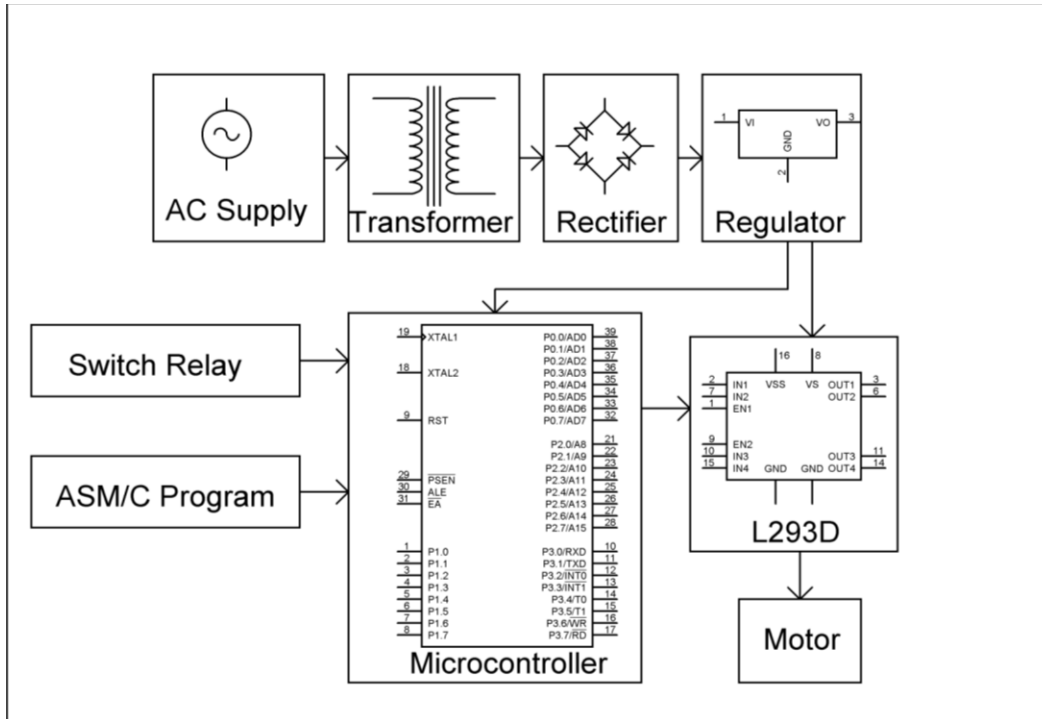 AC Supply
Transformer
Rectifier
1
VI
VO
3
GND
2
Regulator
Switch Relay
ASM/C Program
19
XTAL1
18
XTAL2
9
RST
29
PSEN
30
ALE
31
EA
1
P1.0
2
P1.1
3
P1.2
4
P1.3
5
P1.4
6
P1.5
7
P1.6
8
P1.7
P0.0/AD0
39
P0.1/AD1
38
P0.2/AD2
37
P0.3/AD3
36
P0.4/AD4
35
P0.5/AD5
34
P0.6/AD6
33
P0.7/AD7
32
P2.0/A8
21
P2.1/A9
22
P2.2/A10
23
P2.3/A11
24
P2.4/A12
25
P2.5/A13
26
P2.6/A14
27
P2.7/A15
28
P3.0/RXD
10
P3.1/TXD
11
P3.2/INT0
12
P3.3/INT1
13
P3.4/T0
14
P3.5/T1
15
P3.6/WR
16
P3.7/RD
17
Microcontroller
16
8
VSS
VS
2
IN1
7
IN2
1
EN1
9
EN2
10
IN3
15
IN4
OUT1
3
OUT2
6
OUT3
11
OUT4
14
GND
GND
L293D
Motor